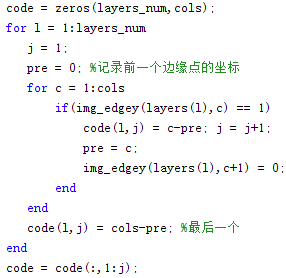 code = zeros(layers_num,cols);
for l = 1:layers_num
    j = 1;
    pre = 0; %记录前一个边缘点的坐标
    for c = 1:cols
        if(img_edgey(layers(l),c) == 1)
            code(l,j) = c-pre; j = j+1;
            pre = c;
            img_edgey(layers(l),c+1) = 0;
        end
    end
    code(l,j) = cols-pre; %最后一个
end
code = code(:,1:j);